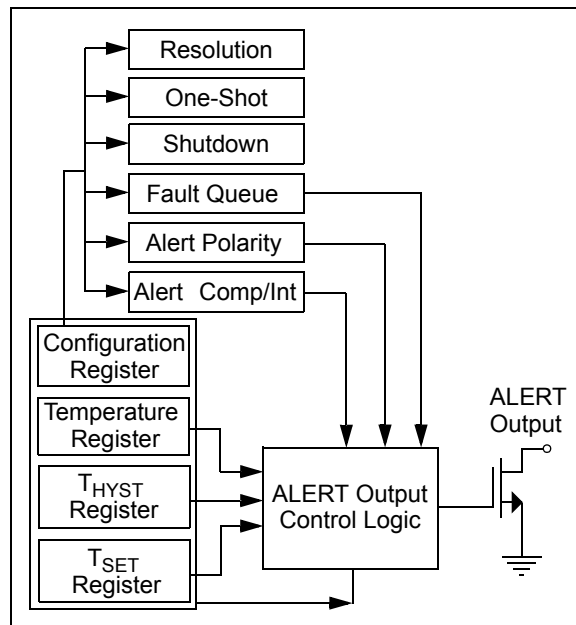 Resolution
One-Shot
Shutdown
Fault Queue
Alert Polarity
Alert Comp/Int
Configuration
Register
Temperature
Register
THYST
Register
TSET
Register
ALERT Output
Control Logic
ALERT
Output